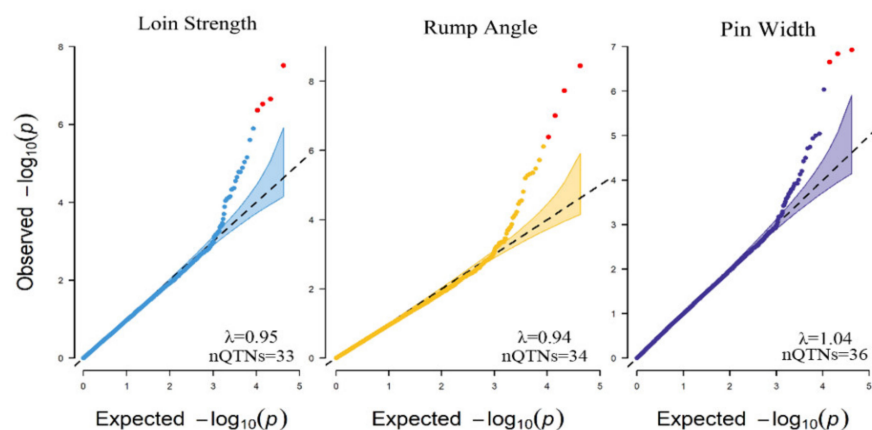 Loin Strength
Rump Angle
Pin Width
Observed −log₁₀(p)
8
6
4
2
0
0 1 2 3 4 5
λ=0.95
nQTNs=33
Expected −log₁₀(p)
8
6
4
2
0
0 1 2 3 4 5
λ=0.94
nQTNs=34
Expected −log₁₀(p)
7
6
5
4
3
2
1
0
0 1 2 3 4 5
λ=1.04
nQTNs=36
Expected −log₁₀(p)